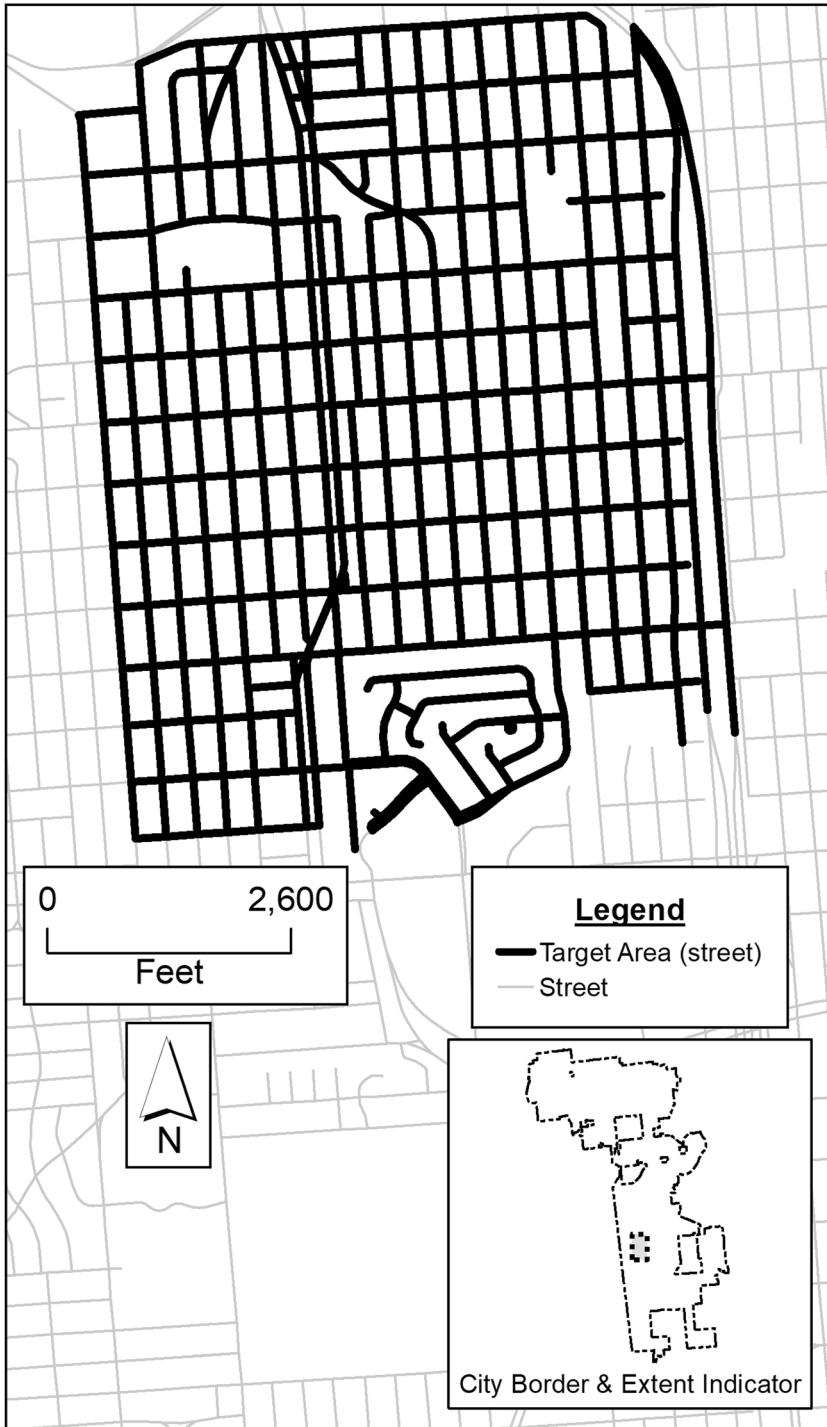 0 2,600
Feet
Legend
Target Area (street)
Street
N
City Border & Extent Indicator